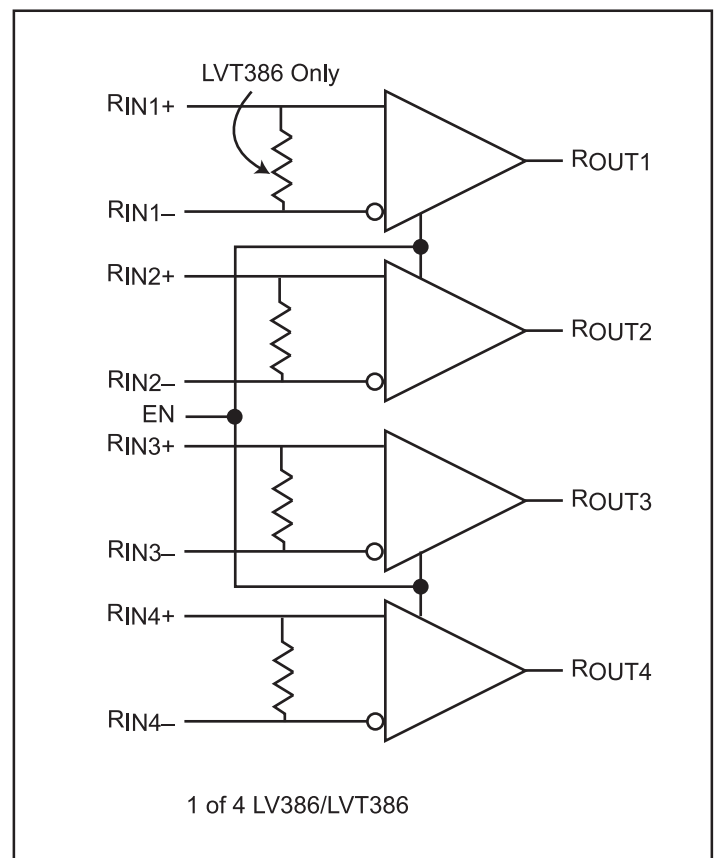 LVT386 Only
RIN1+
ROUT1
RIN1–
RIN2+
ROUT2
RIN2–
EN
RIN3+
ROUT3
RIN3–
RIN4+
ROUT4
RIN4–
1 of 4 LV386/LVT386